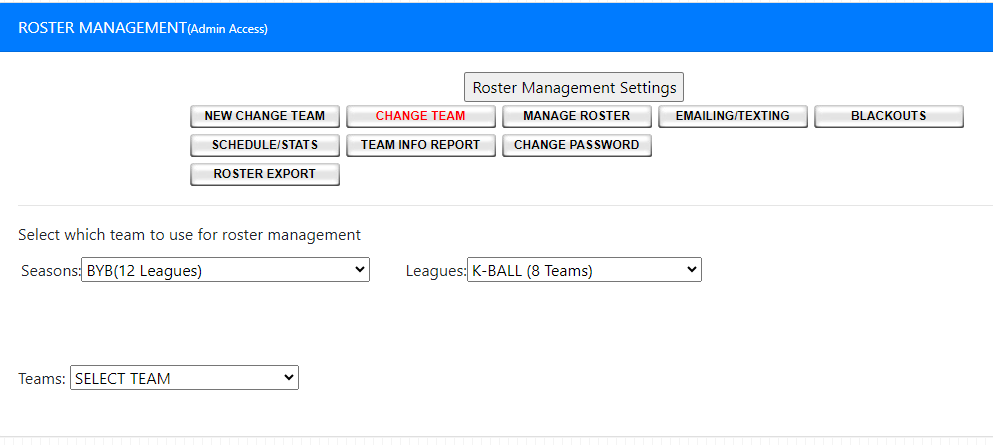 ROSTER MANAGEMENT(Admin Access)
Roster Management Settings
NEW CHANGE TEAM CHANGE TEAM MANAGE ROSTER EMAILING/TEXTING BLACKOUTS
SCHEDULE/STATS TEAM INFO REPORT CHANGE PASSWORD
ROSTER EXPORT
Select which team to use for roster management
Seasons: BYB(12 Leagues) Leagues: K-BALL (8 Teams)
Teams: SELECT TEAM